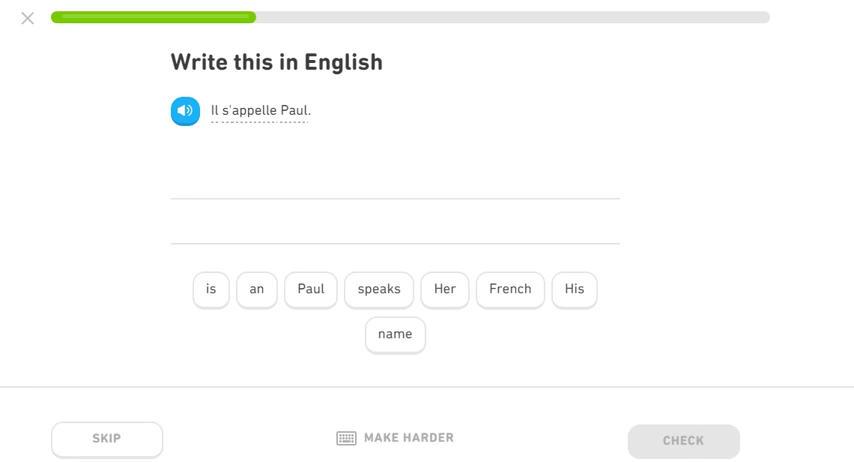 Write this in English
Il s'appelle Paul.
is an Paul speaks Her French His
name
SKIP MAKE HARDER CHECK